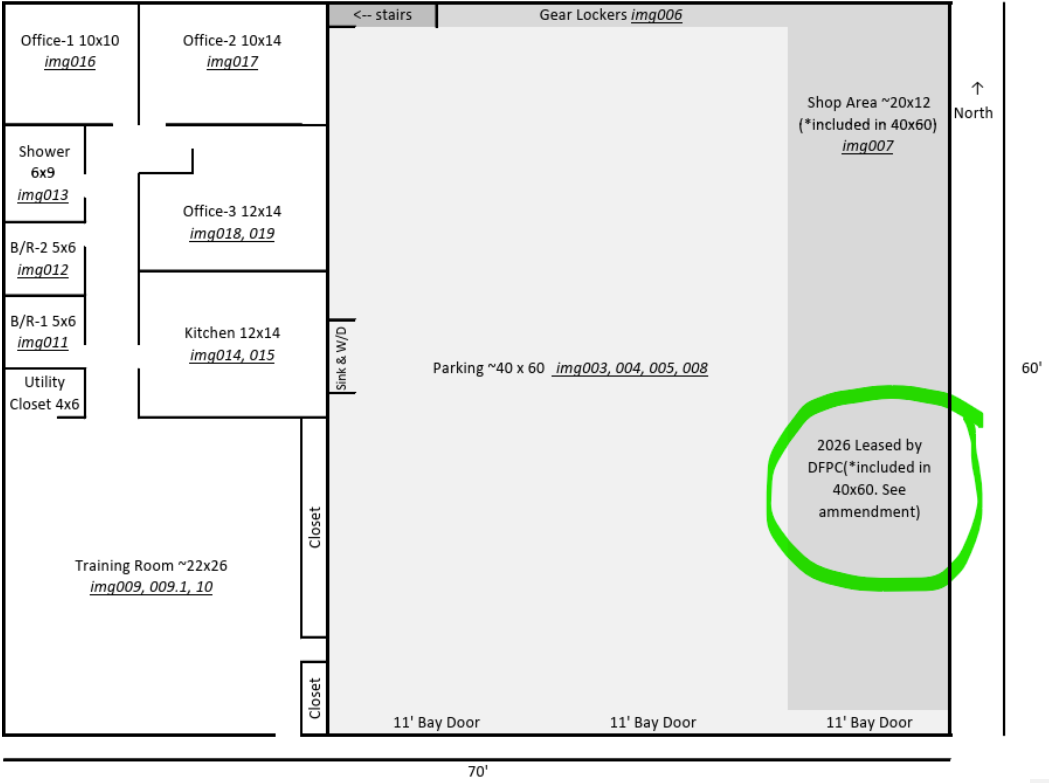 <-- stairs
Gear Lockers img006
Office-1 10x10
img016
Office-2 10x14
img017
Shop Area ~20x12
(*included in 40x60)
img007
↑
North
Shower
6x9
img013
Office-3 12x14
img018, 019
B/R-2 5x6
img012
B/R-1 5x6
img011
Kitchen 12x14
img014, 015
Sink & W/D
Parking ~40 x 60 img003, 004, 005, 008
60'
Utility
Closet 4x6
2026 Leased by
DFPC(*included in
40x60. See
ammendment)
Closet
Training Room ~22x26
img009, 009.1, 10
Closet
11' Bay Door
11' Bay Door
11' Bay Door
70'